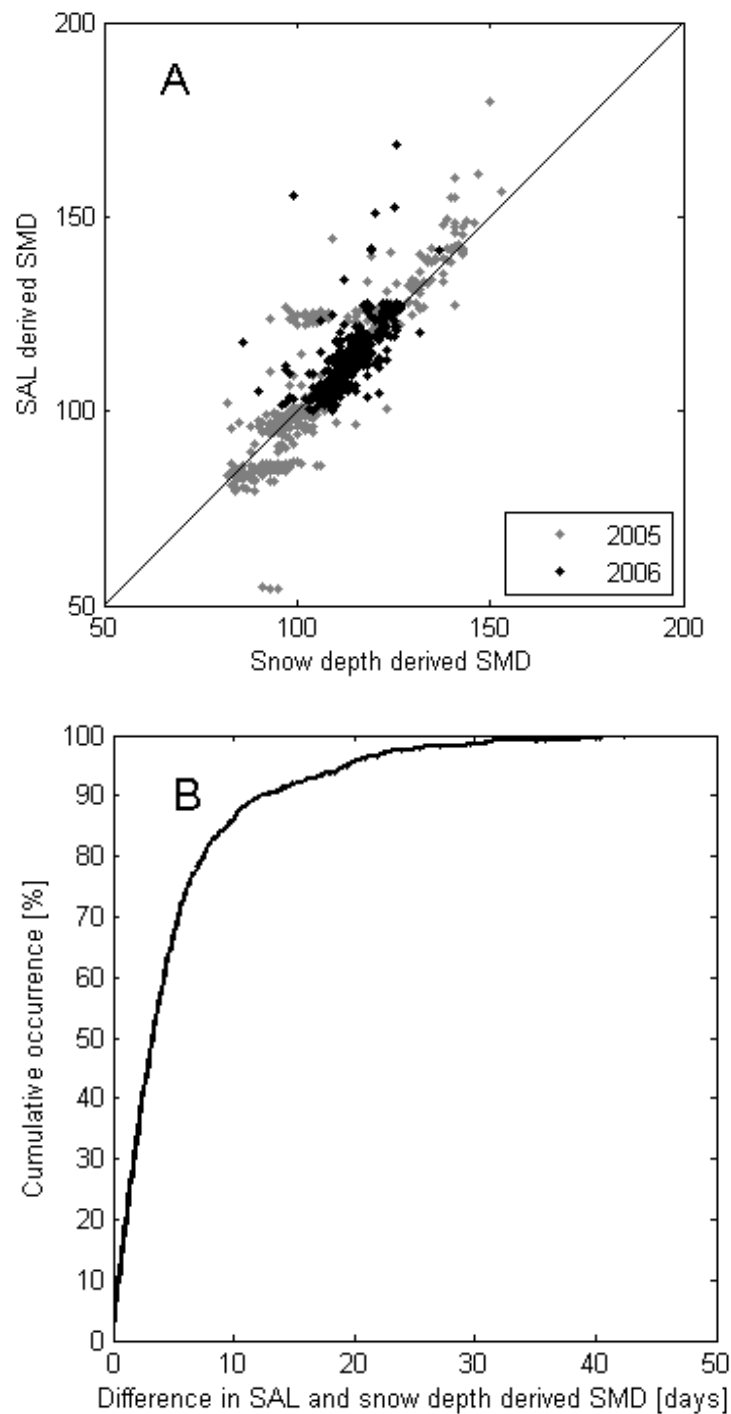 200
A
150
SAL derived SMD
100
2005
2006
50
50 100 150 200
Snow depth derived SMD
100
B
90
80
70
60
Cumulative occurrence [%]
50
40
30
20
10
0
0 10 20 30 40 50
Difference in SAL and snow depth derived SMD [days]